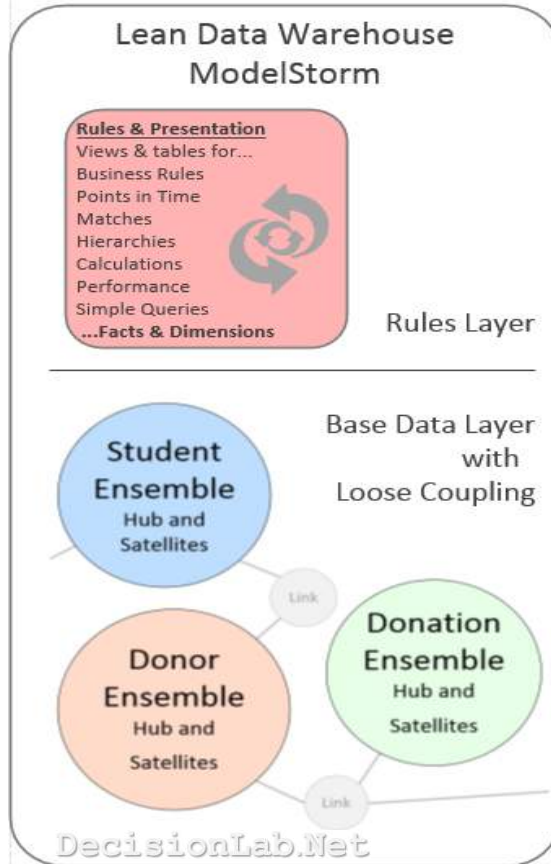 Lean Data Warehouse
ModelStorm
Rules & Presentation
Views & tables for...
Business Rules
Points in Time
Matches
Hierarchies
Calculations
Performance
Simple Queries
...Facts & Dimensions
Rules Layer
Base Data Layer
with
Loose Coupling
Student
Ensemble
Hub and
Satellites
Link
Donation
Ensemble
Hub and
Satellites
Donor
Ensemble
Hub and
Satellites
Link
DecisionLab.Net